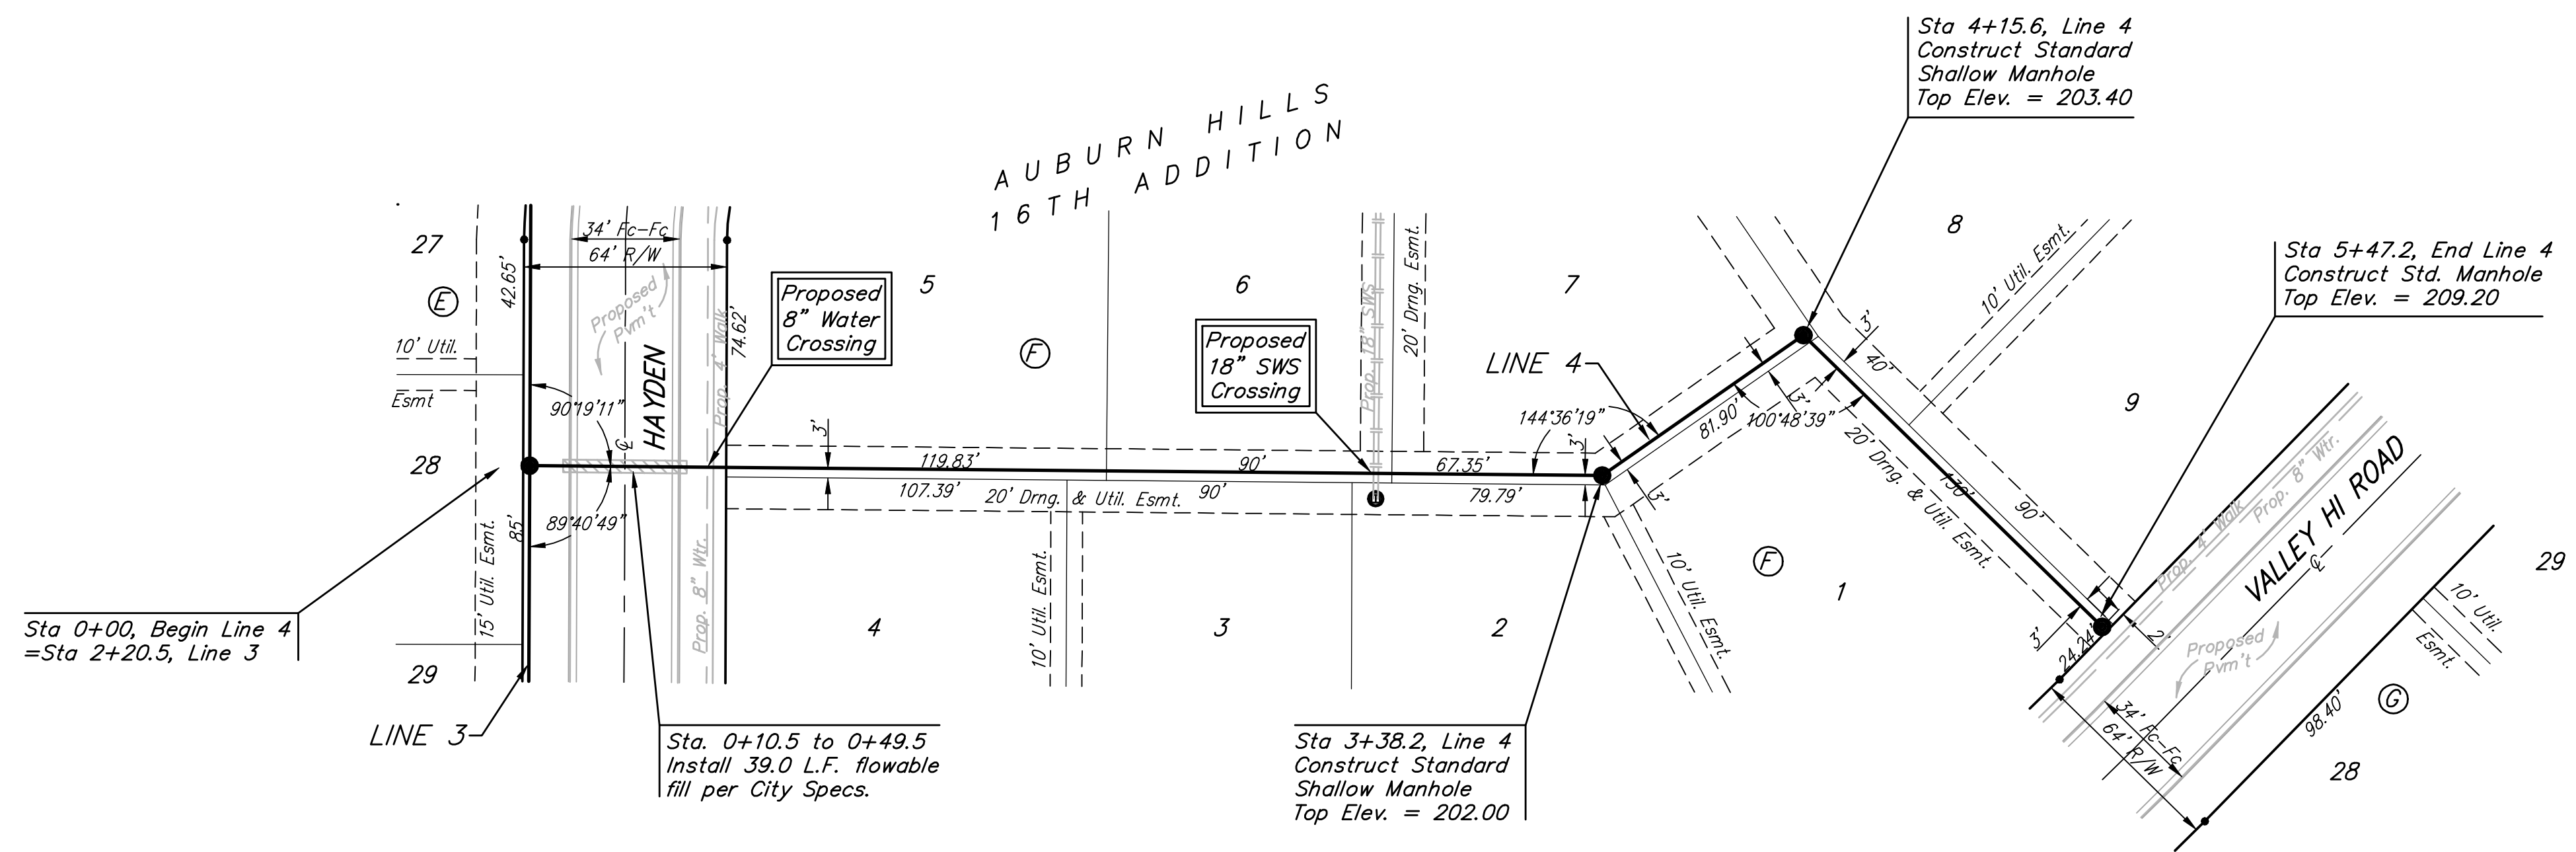 Sta 4+15.6, Line 4
Construct Standard
Shallow Manhole
Top Elev. = 203.40
AUBURN HILLS
16TH ADDITION
Sta 5+47.2, End Line 4
Construct Std. Manhole
Top Elev. = 209.20
27
E
42.65'
34' Fc-Fc
64' R/W
Proposed
Pvm't
HAYDEN
℄
Prop. 4' Walk
74.62'
Proposed
8" Water
Crossing
5
F
6
Proposed
18" SWS
Crossing
Prop. 18" SWS
20' Drng. Esmt.
7
LINE 4
8
10' Util. Esmt.
9
10' Util.
Esmt
90°19'11"
28
89°40'49"
85'
15' Util. Esmt.
29
Prop. 8" Wtr.
3'
119.83'
90'
67.35'
107.39'
20' Drng. & Util. Esmt.
90'
79.79'
144°36'19"
3'
81.90'
3'
3'
100°48'39"
3'
40'
20' Drng. & Util. Esmt.
130'
90'
4
10' Util. Esmt.
3
2
F
1
10' Util. Esmt.
3'
24.24'
2'
Prop. 4' Walk
Prop. 8" Wtr.
VALLEY HI ROAD
℄
Proposed
Pvm't
34' Fc-Fc
64' R/W
98.40'
G
28
29
10' Util.
Esmt.
Sta 0+00, Begin Line 4
=Sta 2+20.5, Line 3
LINE 3
Sta. 0+10.5 to 0+49.5
Install 39.0 L.F. flowable
fill per City Specs.
Sta 3+38.2, Line 4
Construct Standard
Shallow Manhole
Top Elev. = 202.00